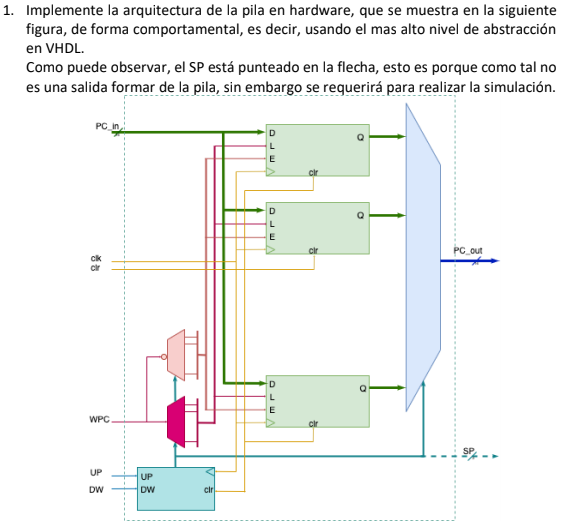 1. Implemente la arquitectura de la pila en hardware, que se muestra en la siguiente
figura, de forma comportamental, es decir, usando el mas alto nivel de abstracción
en VHDL.
Como puede observar, el SP está punteado en la flecha, esto es porque como tal no
es una salida formar de la pila, sin embargo se requerirá para realizar la simulación.
PC_in
D
Q
L
E
clr
D
Q
L
E
clr
PC_out
clk
clr
D
Q
L
E
clr
WPC
SP
UP
UP
DW
DW
clr